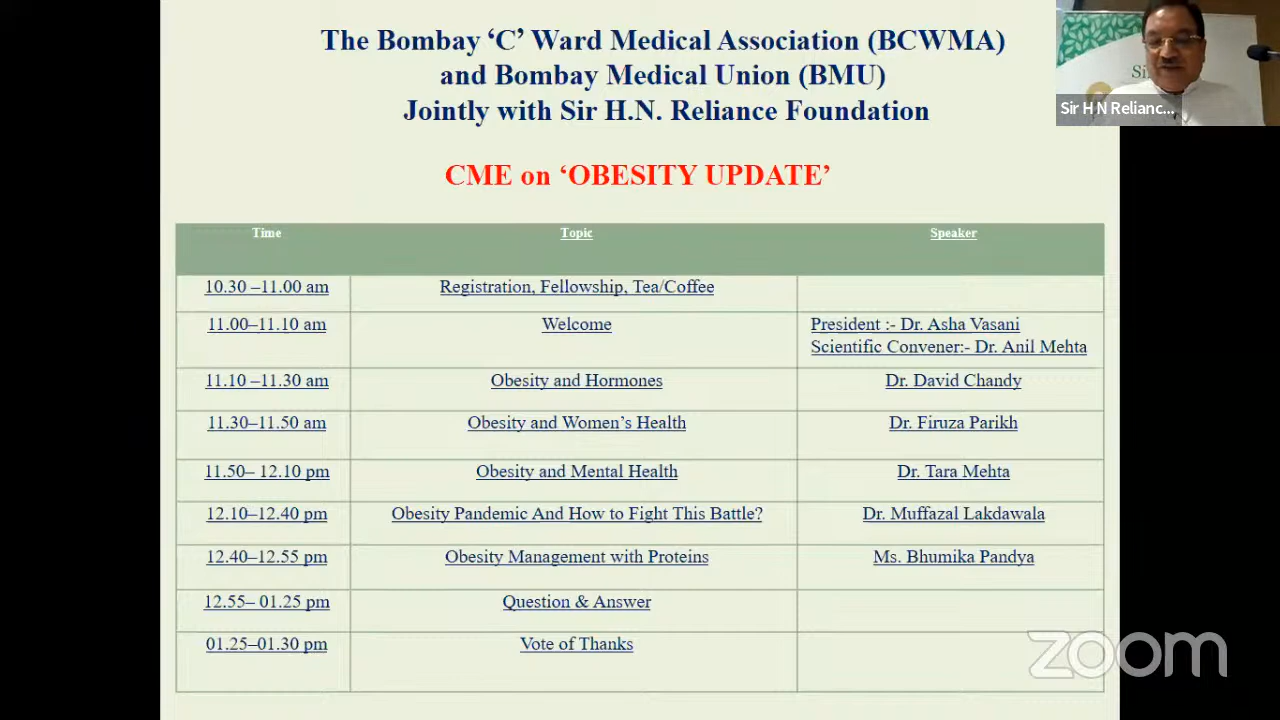 The Bombay ‘C’ Ward Medical Association (BCWMA)
and Bombay Medical Union (BMU)
Jointly with Sir H.N. Reliance Foundation
Si
Sir H N Relianc...
CME on ‘OBESITY UPDATE’
Time Topic Speaker
10.30 –11.00 am Registration, Fellowship, Tea/Coffee
11.00–11.10 am Welcome President :- Dr. Asha Vasani
Scientific Convener:- Dr. Anil Mehta
11.10 –11.30 am Obesity and Hormones Dr. David Chandy
11.30–11.50 am Obesity and Women’s Health Dr. Firuza Parikh
11.50– 12.10 pm Obesity and Mental Health Dr. Tara Mehta
12.10–12.40 pm Obesity Pandemic And How to Fight This Battle? Dr. Muffazal Lakdawala
12.40–12.55 pm Obesity Management with Proteins Ms. Bhumika Pandya
12.55– 01.25 pm Question & Answer
01.25–01.30 pm Vote of Thanks
zoom